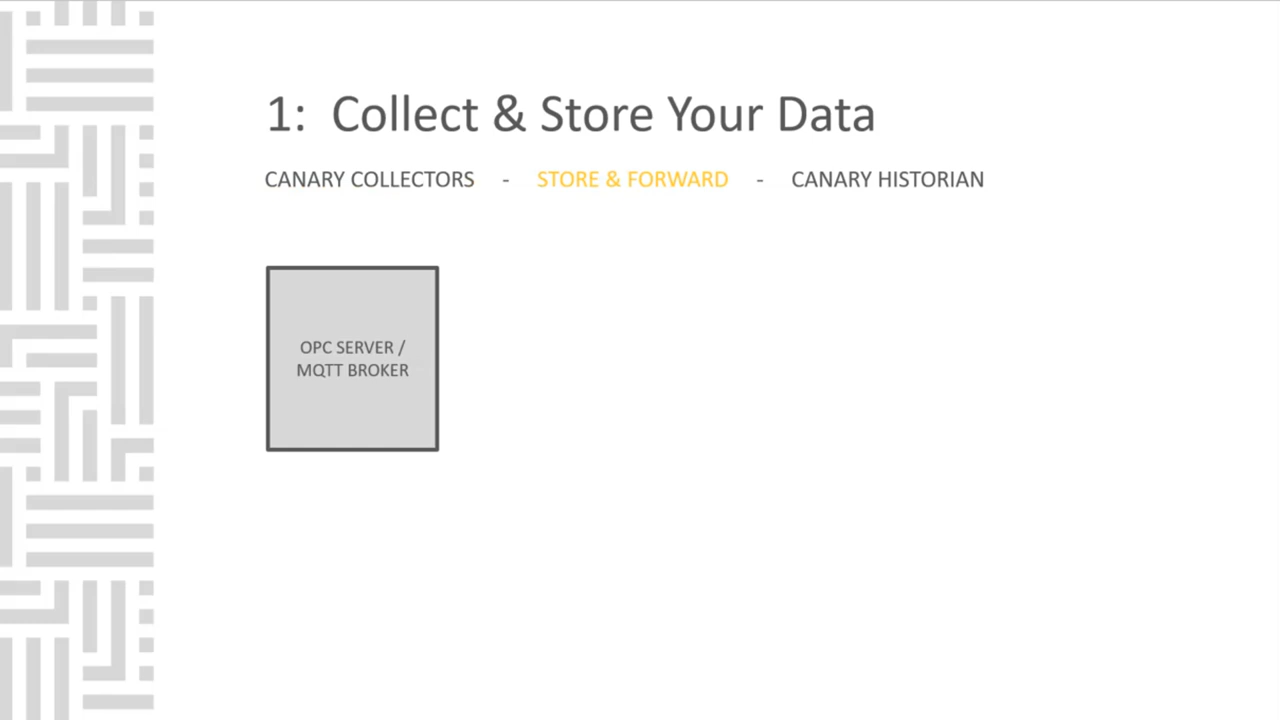 1: Collect & Store Your Data
CANARY COLLECTORS - STORE & FORWARD - CANARY HISTORIAN
OPC SERVER /
MQTT BROKER